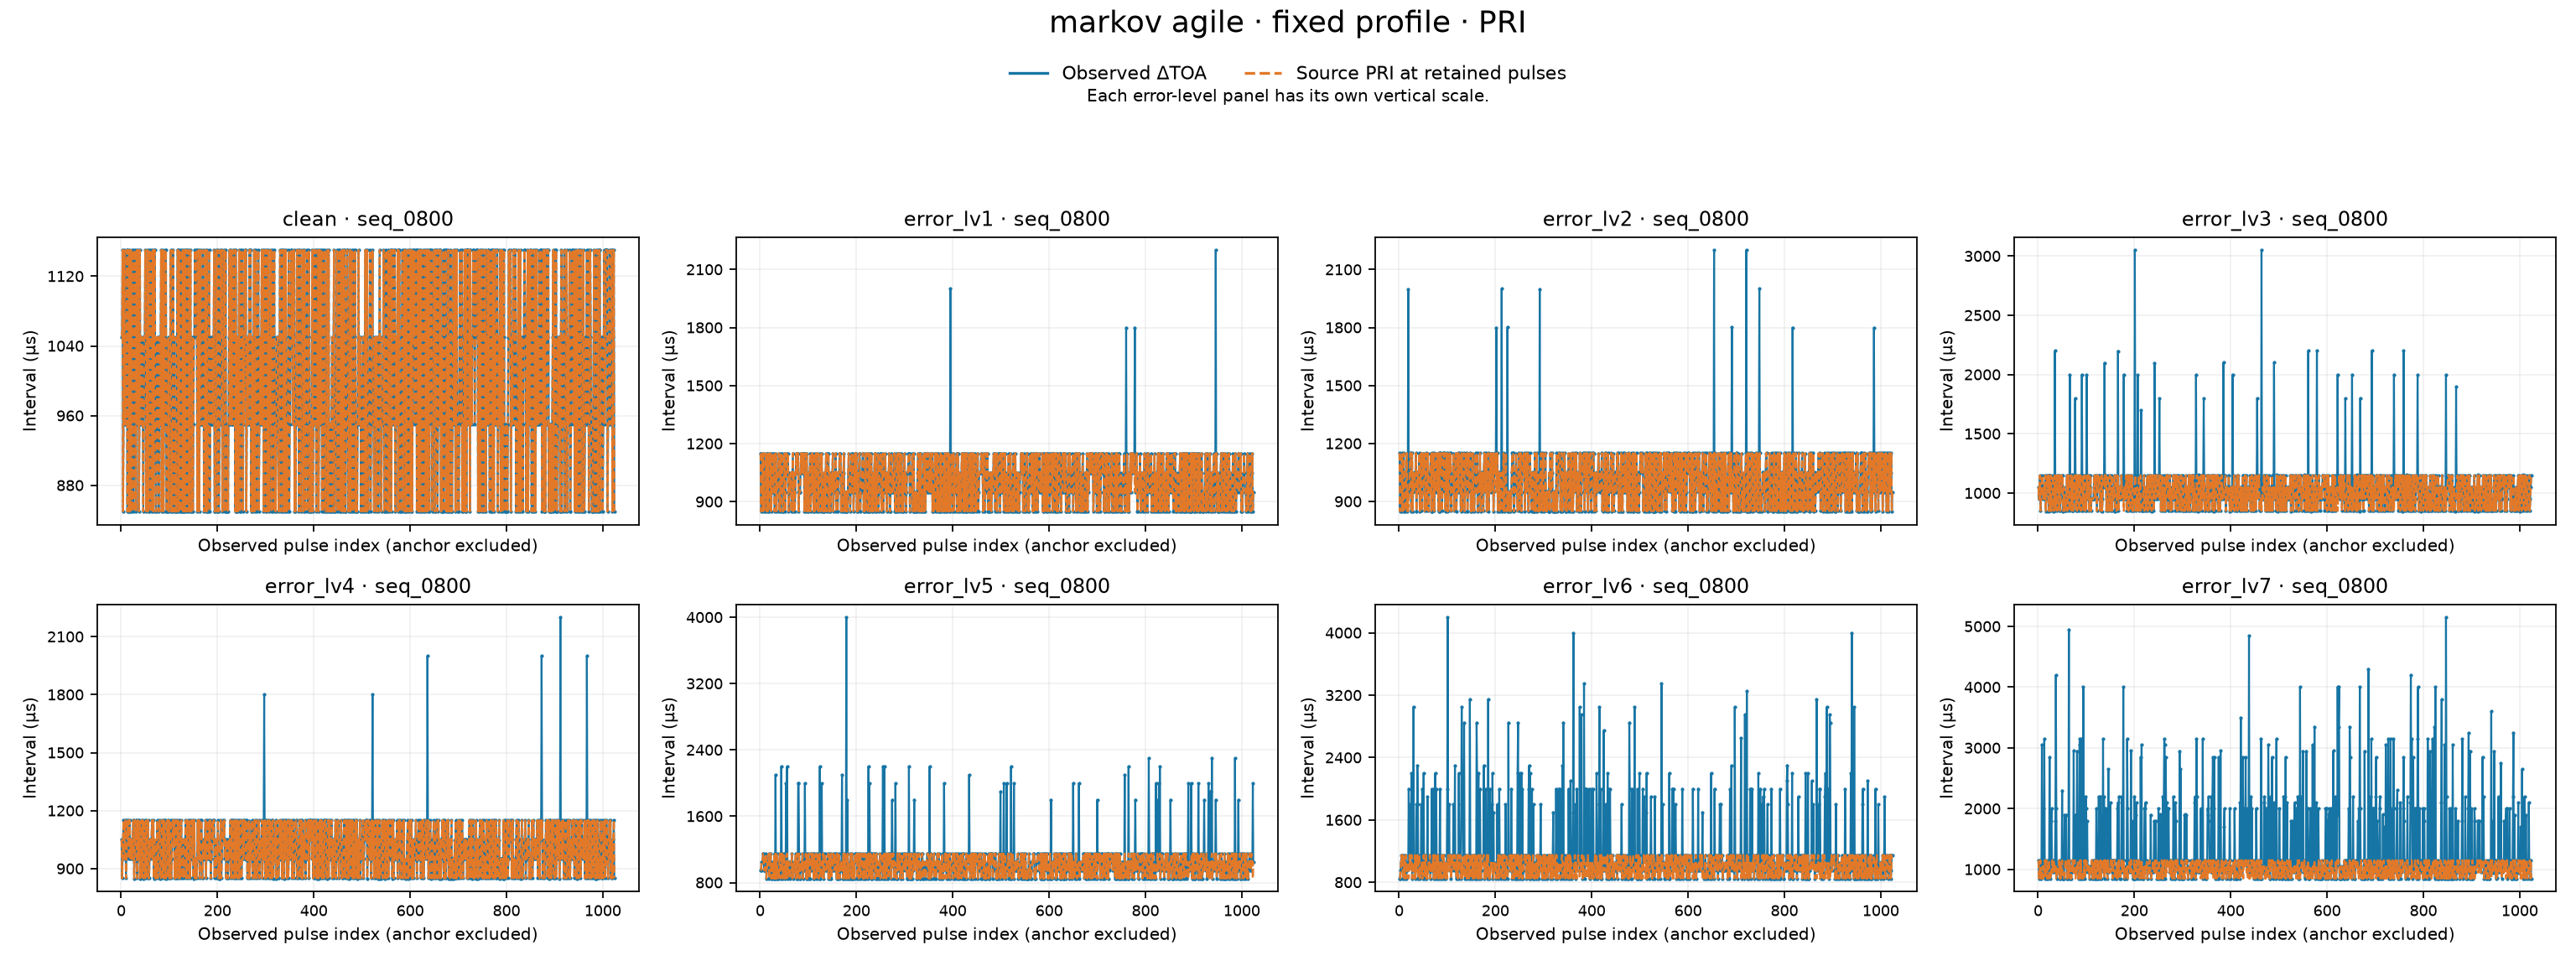 markov agile · fixed profile · PRI
Observed ΔTOA
Source PRI at retained pulses
Each error-level panel has its own vertical scale.
clean · seq_0800
1120
1040
960
880
Interval (µs)
Observed pulse index (anchor excluded)
error_lv1 · seq_0800
2100
1800
1500
1200
900
Interval (µs)
Observed pulse index (anchor excluded)
error_lv2 · seq_0800
2100
1800
1500
1200
900
Interval (µs)
Observed pulse index (anchor excluded)
error_lv3 · seq_0800
3000
2500
2000
1500
1000
Interval (µs)
Observed pulse index (anchor excluded)
error_lv4 · seq_0800
2100
1800
1500
1200
900
Interval (µs)
0 200 400 600 800 1000
Observed pulse index (anchor excluded)
error_lv5 · seq_0800
4000
3200
2400
1600
800
Interval (µs)
0 200 400 600 800 1000
Observed pulse index (anchor excluded)
error_lv6 · seq_0800
4000
3200
2400
1600
800
Interval (µs)
0 200 400 600 800 1000
Observed pulse index (anchor excluded)
error_lv7 · seq_0800
5000
4000
3000
2000
1000
Interval (µs)
0 200 400 600 800 1000
Observed pulse index (anchor excluded)